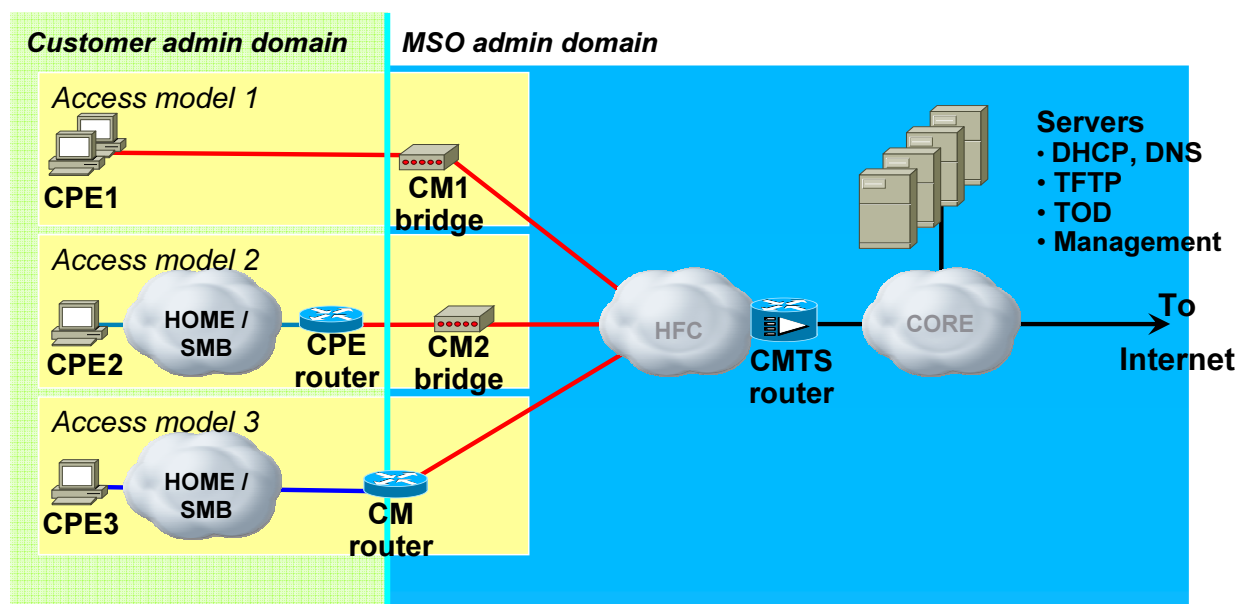 Customer admin domain
MSO admin domain
Access model 1
CPE1
CM1
bridge
Access model 2
HOME /
SMB
CPE2
CPE
router
CM2
bridge
Access model 3
HOME /
SMB
CPE3
CM
router
HFC
CMTS
router
CORE
Servers
• DHCP, DNS
• TFTP
• TOD
• Management
To
Internet